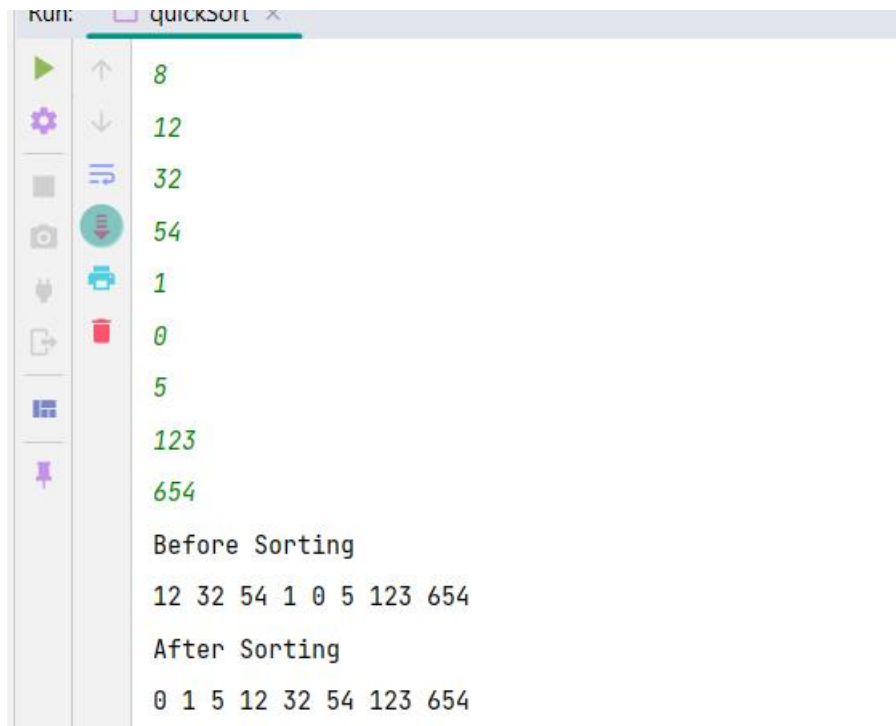 Run: quickSort ×
8
12
32
54
1
0
5
123
654
Before Sorting
12 32 54 1 0 5 123 654
After Sorting
0 1 5 12 32 54 123 654